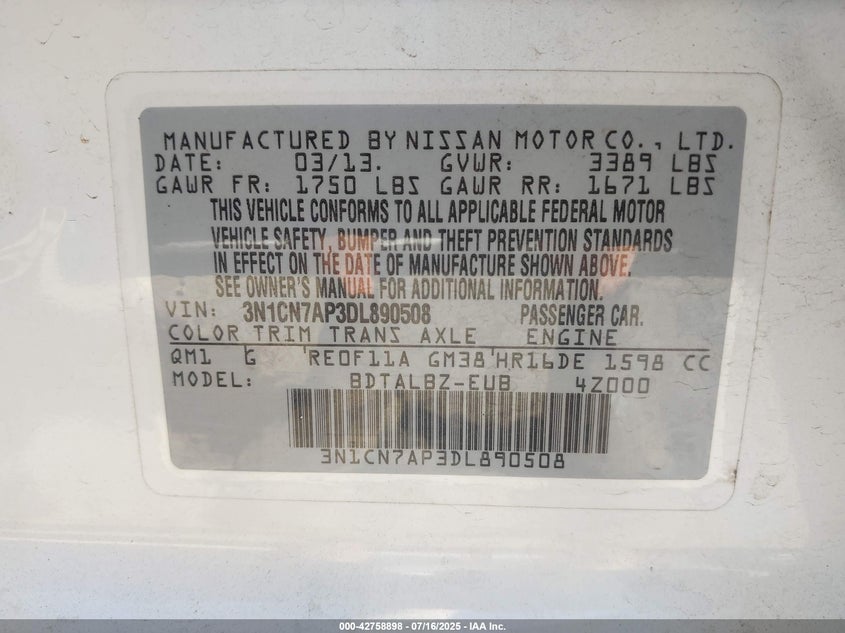 MANUFACTURED BY NISSAN MOTOR CO., LTD.
DATE: 03/13. GVWR: 3389 LBS
GAWR FR: 1750 LBS GAWR RR: 1671 LBS
THIS VEHICLE CONFORMS TO ALL APPLICABLE FEDERAL MOTOR
VEHICLE SAFETY, BUMPER AND THEFT PREVENTION STANDARDS
IN EFFECT ON THE DATE OF MANUFACTURE SHOWN ABOVE.
SEE OWNER'S MANUAL FOR ADDITIONAL INFORMATION.
VIN: 3N1CN7AP3DL890508 PASSENGER CAR.
COLOR TRIM TRANS AXLE ENGINE
QM1 G RE0F11A GM38 HR16DE 1598 CC
MODEL: BDTALBZ-EUB 4Z000
3N1CN7AP3DL890508
000-42758898 - 07/16/2025 - IAA Inc.